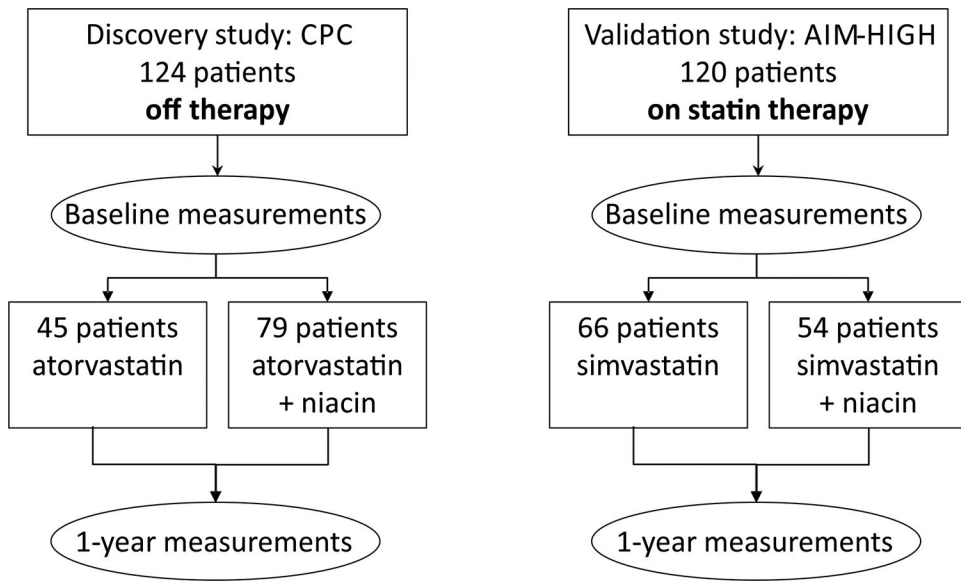 Discovery study: CPC
124 patients
off therapy
Baseline measurements
45 patients
atorvastatin
79 patients
atorvastatin
+ niacin
1-year measurements
Validation study: AIM-HIGH
120 patients
on statin therapy
Baseline measurements
66 patients
simvastatin
54 patients
simvastatin
+ niacin
1-year measurements